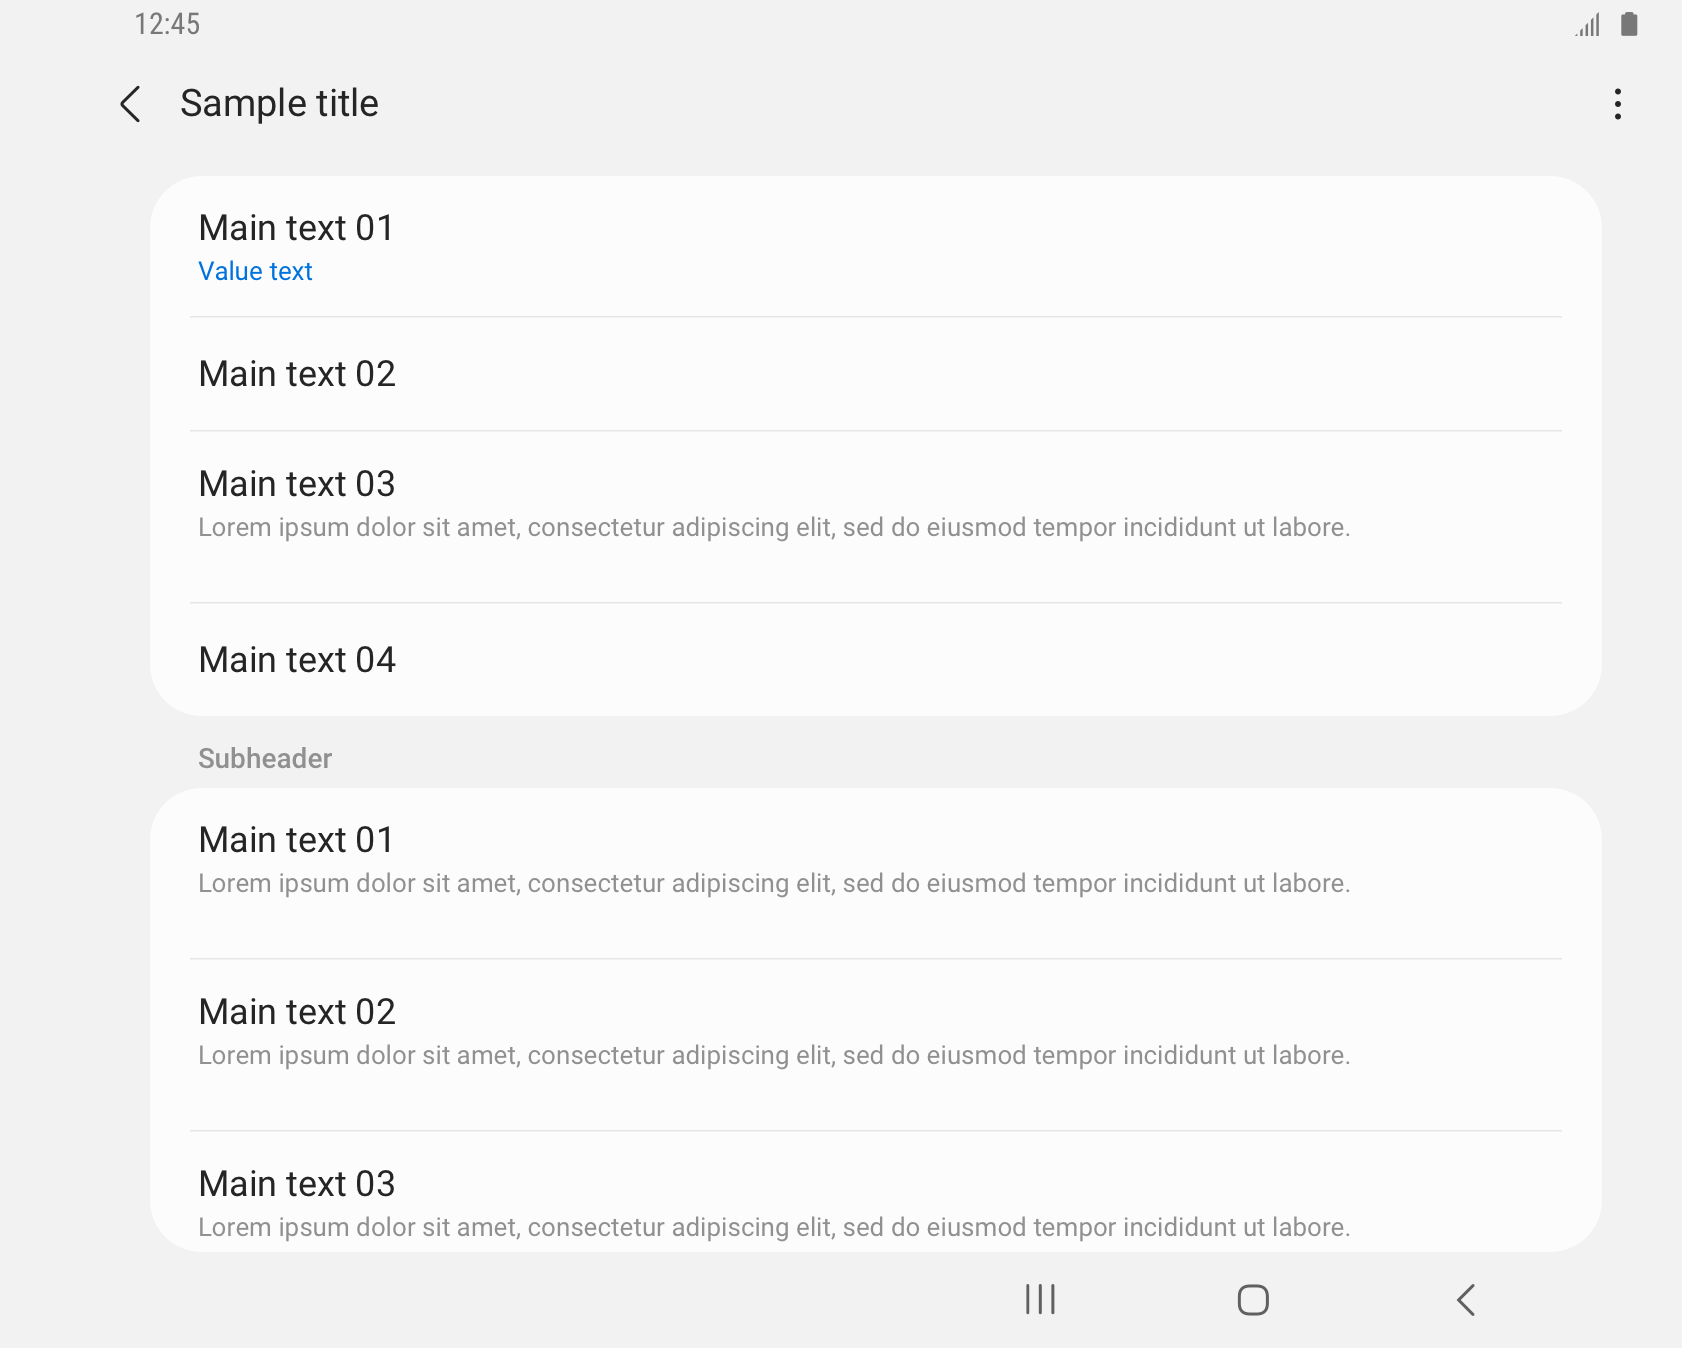 12:45
Sample title
Main text 01
Value text
Main text 02
Main text 03
Lorem ipsum dolor sit amet, consectetur adipiscing elit, sed do eiusmod tempor incididunt ut labore.
Main text 04
Subheader
Main text 01
Lorem ipsum dolor sit amet, consectetur adipiscing elit, sed do eiusmod tempor incididunt ut labore.
Main text 02
Lorem ipsum dolor sit amet, consectetur adipiscing elit, sed do eiusmod tempor incididunt ut labore.
Main text 03
Lorem ipsum dolor sit amet, consectetur adipiscing elit, sed do eiusmod tempor incididunt ut labore.